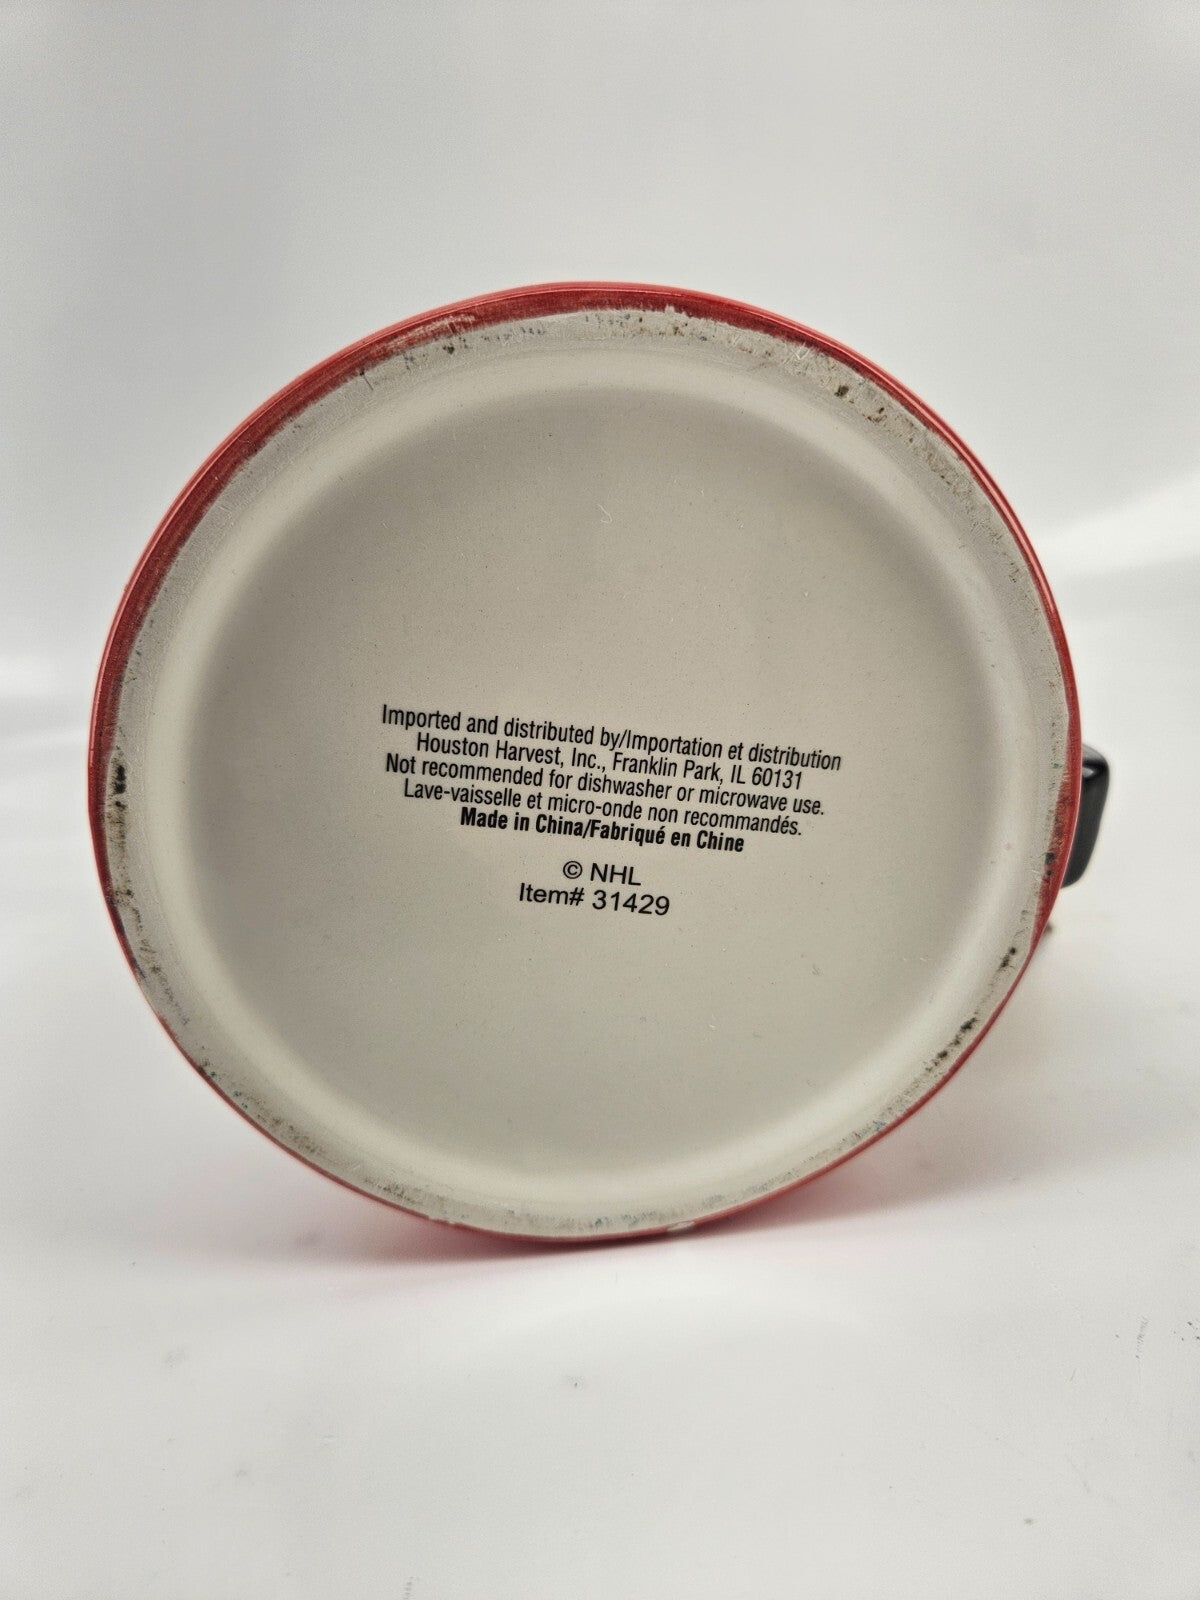 Imported and distributed by/Importation et distribution
Houston Harvest, Inc., Franklin Park, IL 60131
Not recommended for dishwasher or microwave use.
Lave-vaisselle et micro-onde non recommandés.
Made in China/Fabriqué en Chine
© NHL
Item# 31429